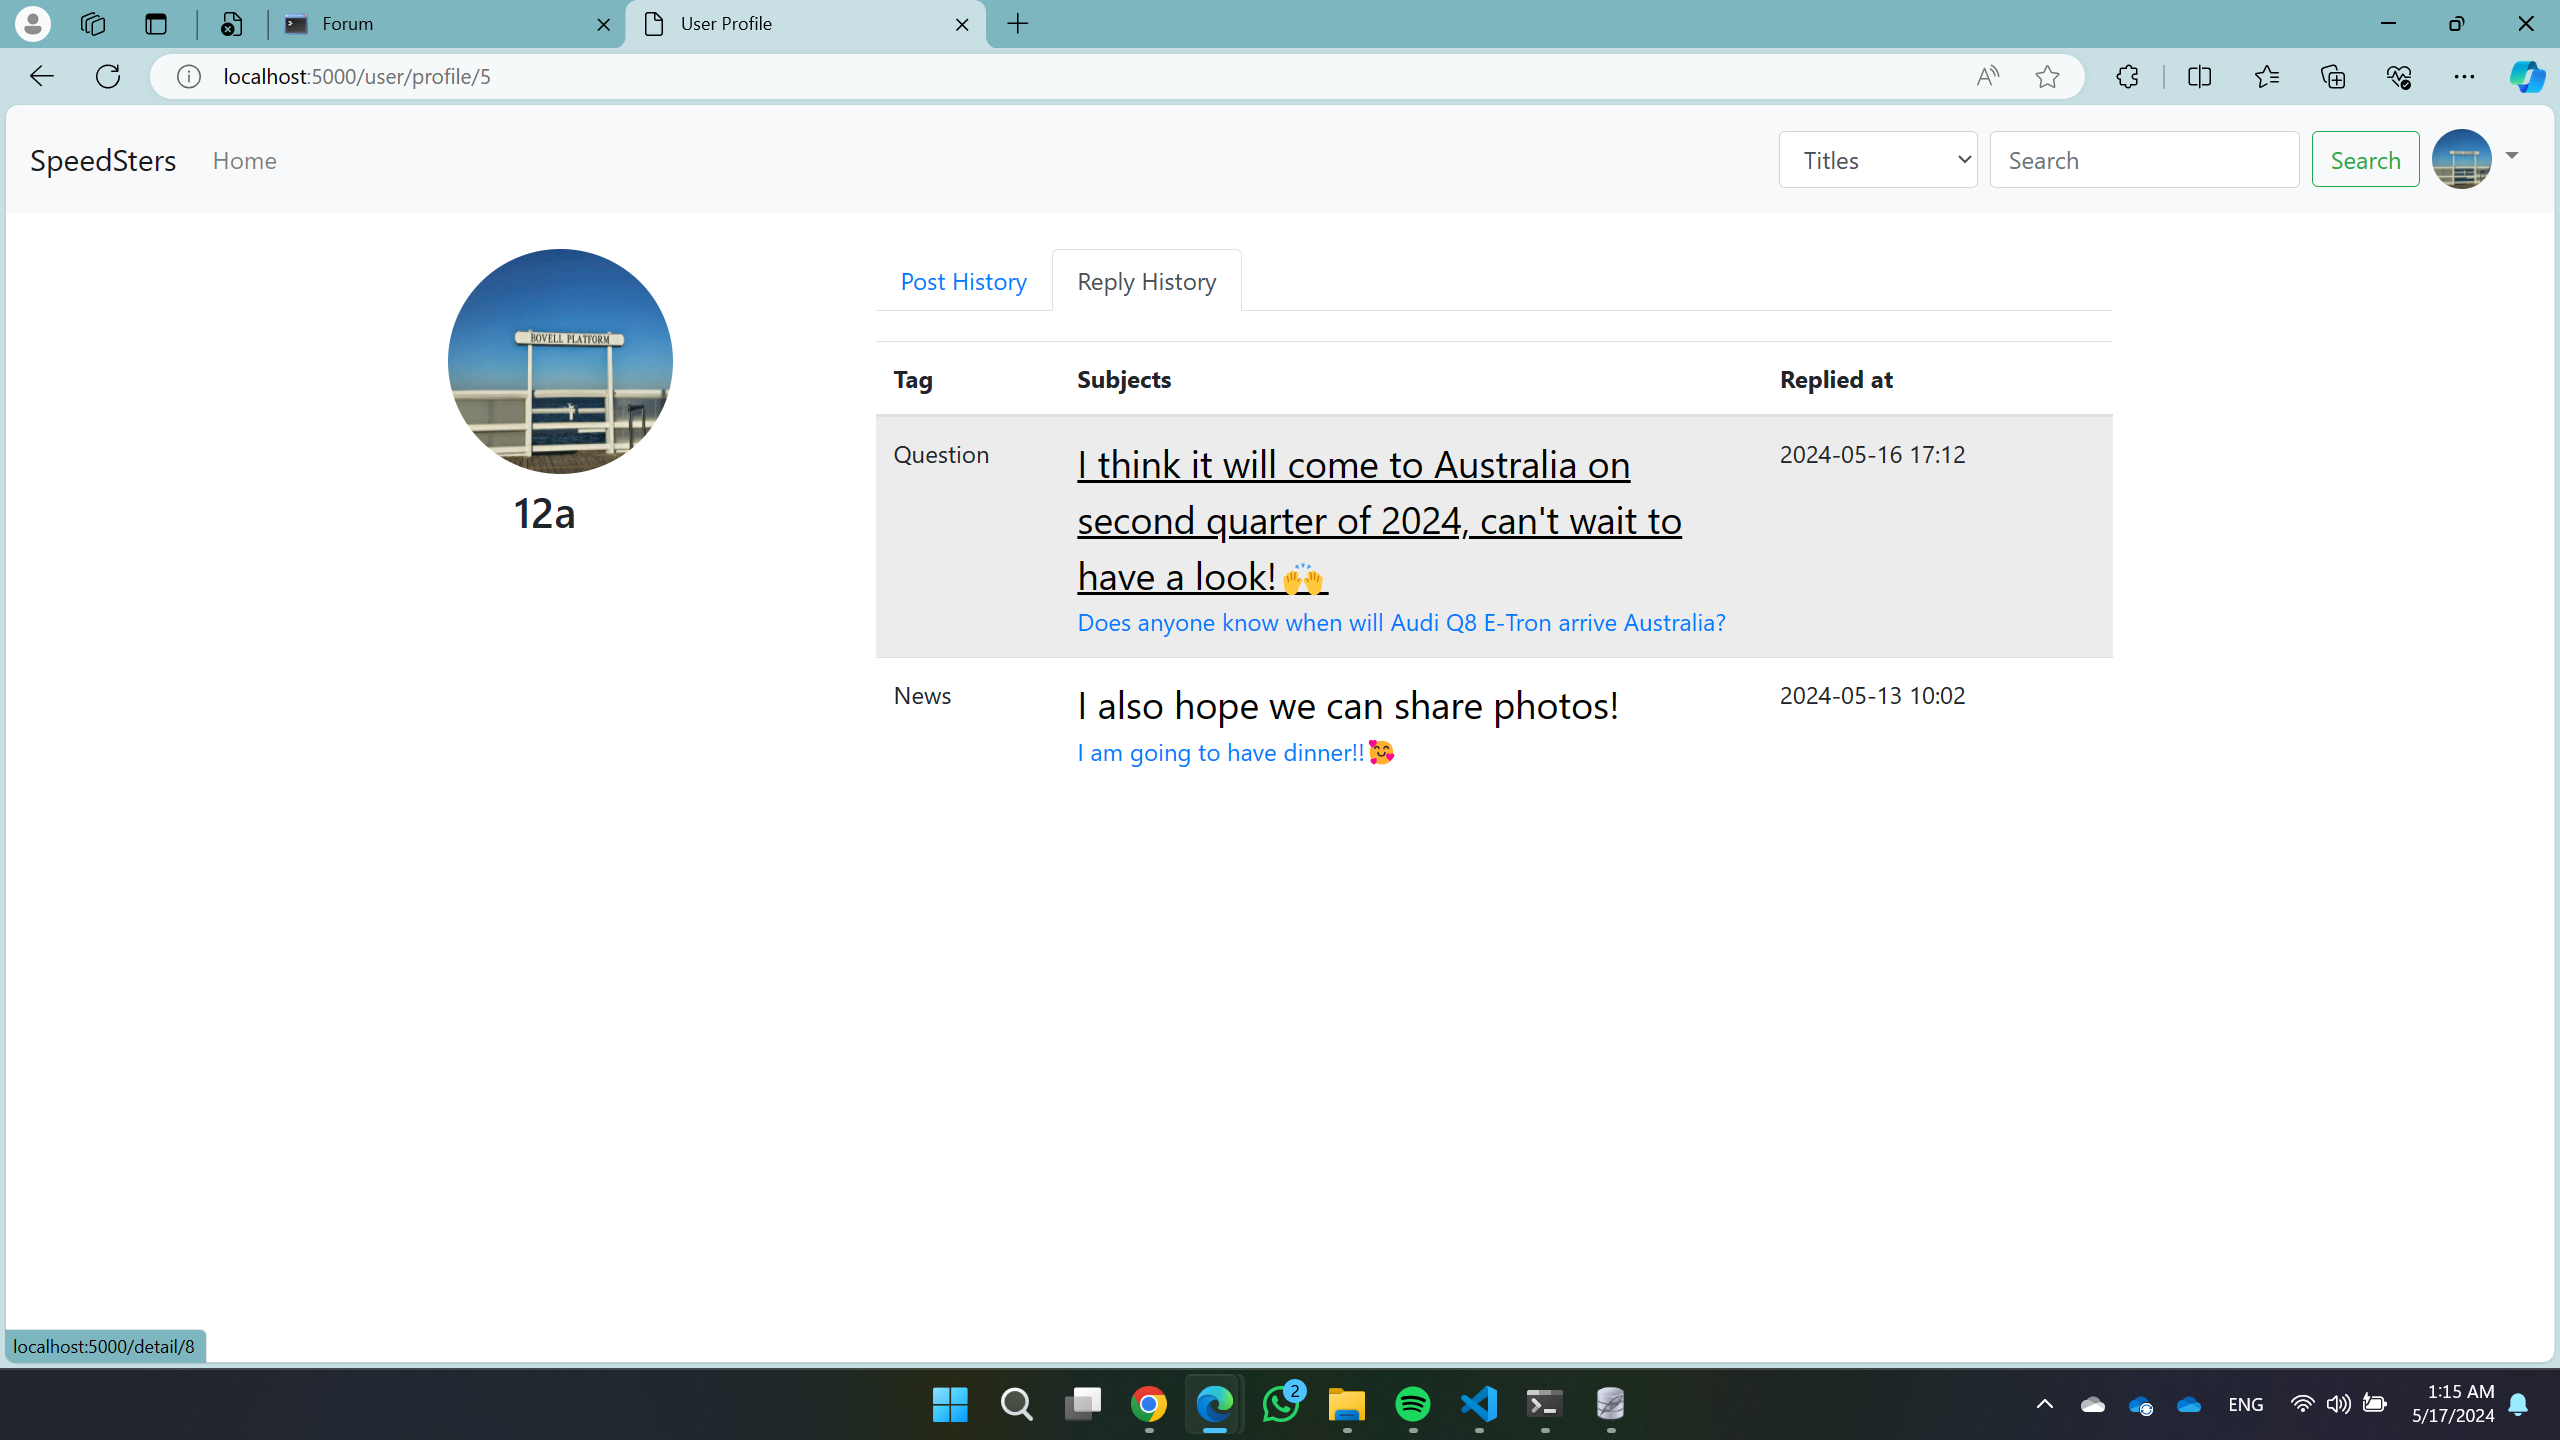 Forum
User Profile
localhost:5000/user/profile/5
SpeedSters
Home
Titles
Search
Search
BOVELL PLATFORM
12a
Post History
Reply History
Tag
Subjects
Replied at
Question
I think it will come to Australia on
second quarter of 2024, can't wait to
have a look!🙌
Does anyone know when will Audi Q8 E-Tron arrive Australia?
2024-05-16 17:12
News
I also hope we can share photos!
I am going to have dinner!!🥰
2024-05-13 10:02
localhost:5000/detail/8
2
ENG
1:15 AM
5/17/2024